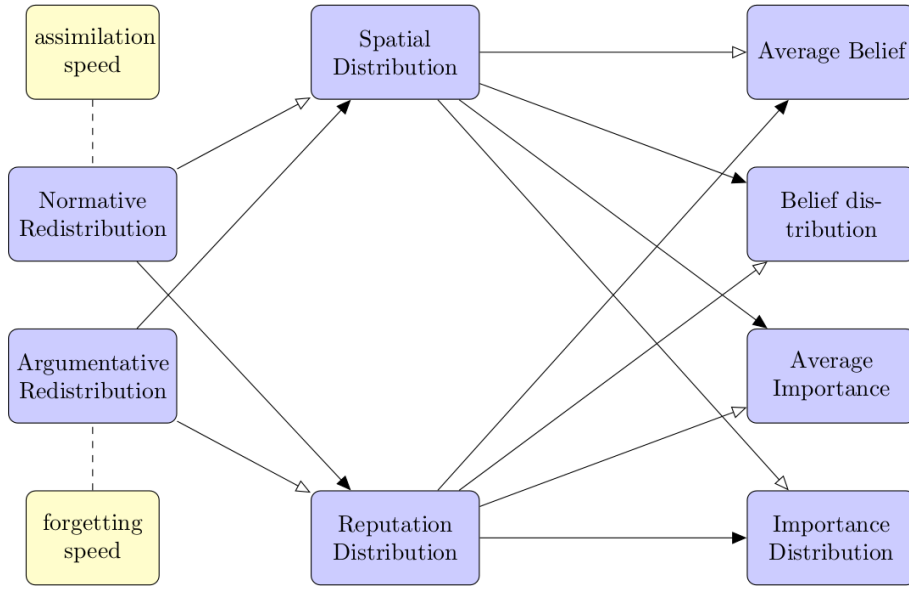 assimilation
speed
Normative
Redistribution
Argumentative
Redistribution
forgetting
speed
Spatial
Distribution
Reputation
Distribution
Average Belief
Belief dis-
tribution
Average
Importance
Importance
Distribution